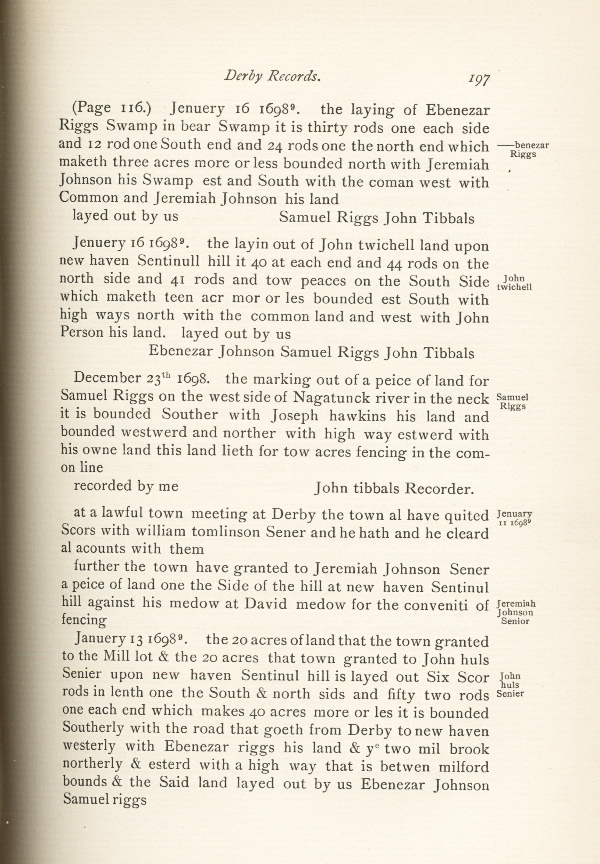 Derby Records. 197
(Page 116.) Jenuery 16 1698⁹. the laying of Ebenezar
Riggs Swamp in bear Swamp it is thirty rods one each side
and 12 rod one South end and 24 rods one the north end which
——benezar
Riggs
maketh three acres more or less bounded north with Jeremiah
Johnson his Swamp est and South with the coman west with
Common and Jeremiah Johnson his land
layed out by us Samuel Riggs John Tibbals
Jenuery 16 1698⁹. the layin out of John twichell land upon
new haven Sentinull hill it 40 at each end and 44 rods on the
north side and 41 rods and tow peaces on the South Side
John
twichell
which maketh teen acr mor or les bounded est South with
high ways north with the common land and west with John
Person his land. layed out by us
Ebenezar Johnson Samuel Riggs John Tibbals
December 23ᵗʰ 1698. the marking out of a peice of land for
Samuel Riggs on the west side of Nagatunck river in the neck
Samuel
Riggs
it is bounded Souther with Joseph hawkins his land and
bounded westwerd and norther with high way estwerd with
his owne land this land lieth for tow acres fencing in the com-
on line
recorded by me John tibbals Recorder.
at a lawful town meeting at Derby the town al have quited
Jenuary
11 1698⁹
Scors with william tomlinson Sener and he hath and he cleard
al acounts with them
further the town have granted to Jeremiah Johnson Sener
a peice of land one the Side of the hill at new haven Sentinul
hill against his medow at David medow for the conveniti of
Jeremiah
Johnson
Senior
fencing
January 13 1698⁹. the 20 acres of land that the town granted
to the Mill lot & the 20 acres that town granted to John huls
Senier upon new haven Sentinul hill is layed out Six Scor
John
huls
Senier
rods in lenth one the South & north sids and fifty two rods
one each end which makes 40 acres more or les it is bounded
Southerly with the road that goeth from Derby to new haven
westerly with Ebenezar riggs his land & yᵉ two mil brook
northerly & esterd with a high way that is betwen milford
bounds & the Said land layed out by us Ebenezar Johnson
Samuel riggs